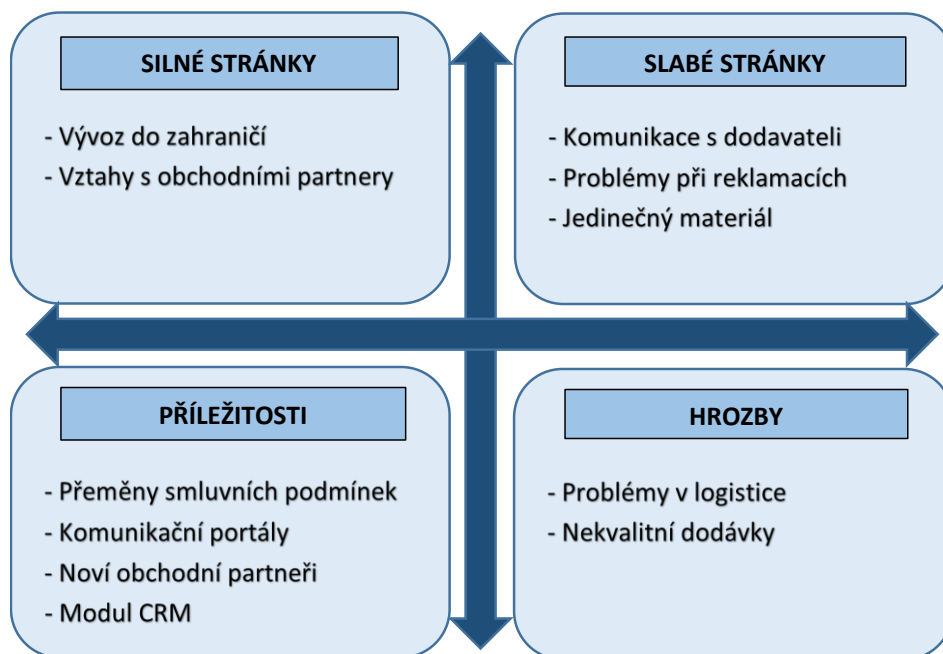 SILNÉ STRÁNKY
- Vývoz do zahraničí
- Vztahy s obchodními partnery
SLABÉ STRÁNKY
- Komunikace s dodavateli
- Problémy při reklamacích
- Jedinečný materiál
PŘÍLEŽITOSTI
- Přeměny smluvních podmínek
- Komunikační portály
- Noví obchodní partneři
- Modul CRM
HROZBY
- Problémy v logistice
- Nekvalitní dodávky